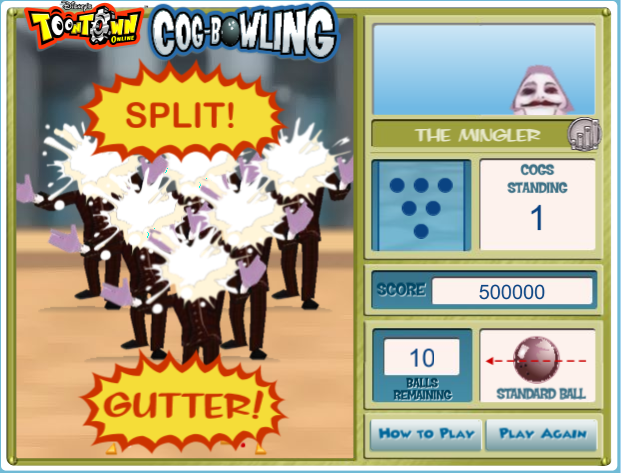 Disney's
TOONTOWN
ONLINE
COG-BOWLING
SPLIT!
GUTTER!
THE MINGLER
COGS
STANDING
1
SCORE 500000
10
BALLS
REMAINING
STANDARD BALL
HOW TO PLAY
PLAY AGAIN